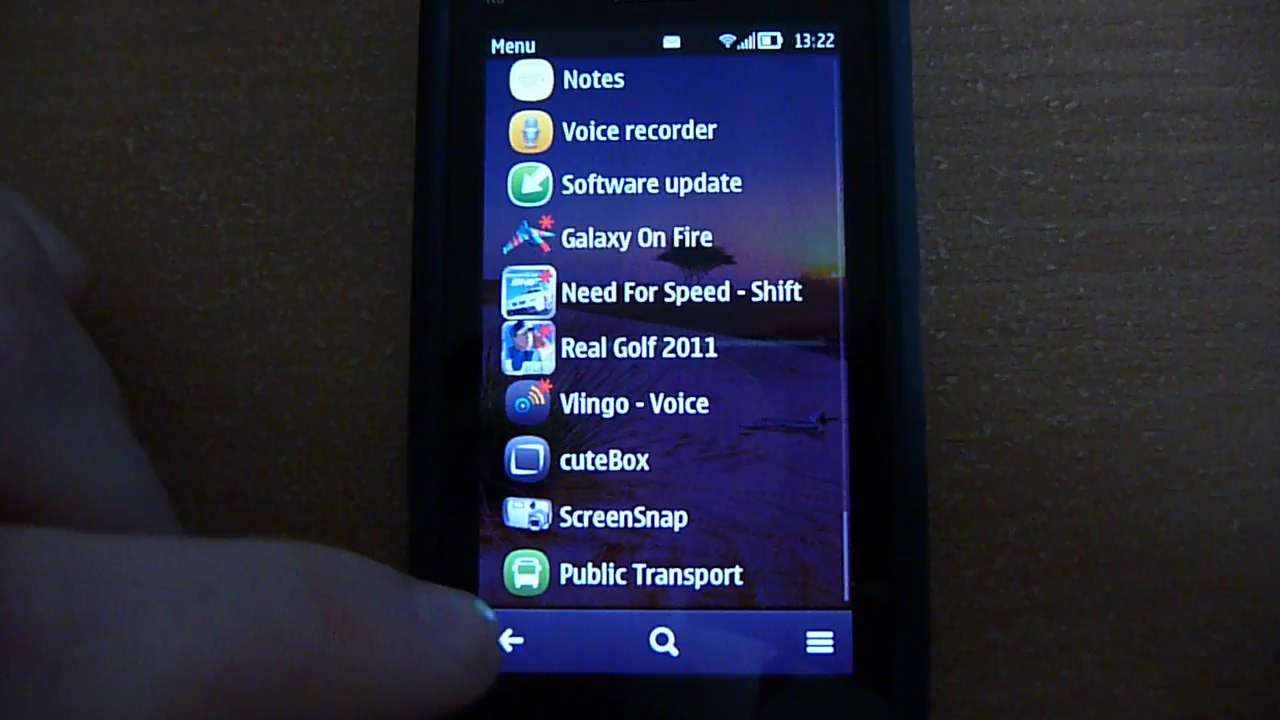 Menu
13:22
Notes
Voice recorder
Software update
Galaxy On Fire
Need For Speed - Shift
Real Golf 2011
Vlingo - Voice
cuteBox
ScreenSnap
Public Transport